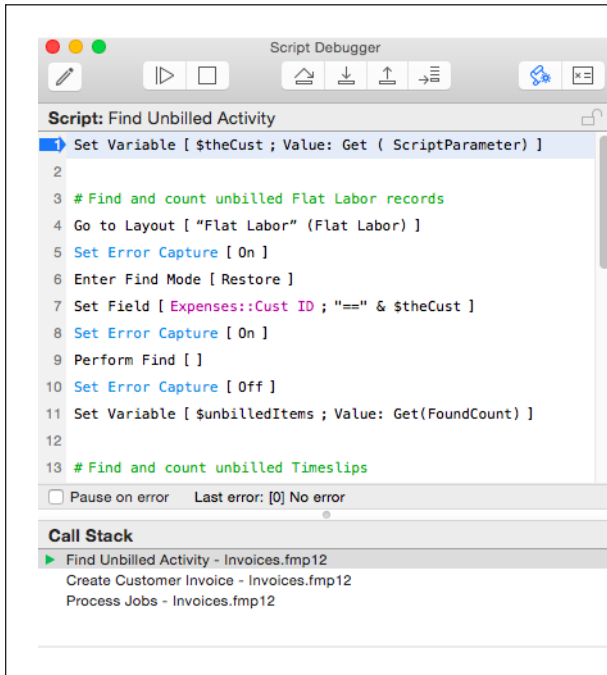 Script Debugger
Script: Find Unbilled Activity
1 Set Variable [ $theCust ; Value: Get ( ScriptParameter) ]
2
3 # Find and count unbilled Flat Labor records
4 Go to Layout [ “Flat Labor” (Flat Labor) ]
5 Set Error Capture [ On ]
6 Enter Find Mode [ Restore ]
7 Set Field [ Expenses::Cust ID ; "==" & $theCust ]
8 Set Error Capture [ On ]
9 Perform Find [ ]
10 Set Error Capture [ Off ]
11 Set Variable [ $unbilledItems ; Value: Get(FoundCount) ]
12
13 # Find and count unbilled Timeslips
Pause on error Last error: [0] No error
Call Stack
Find Unbilled Activity - Invoices.fmp12
Create Customer Invoice - Invoices.fmp12
Process Jobs - Invoices.fmp12